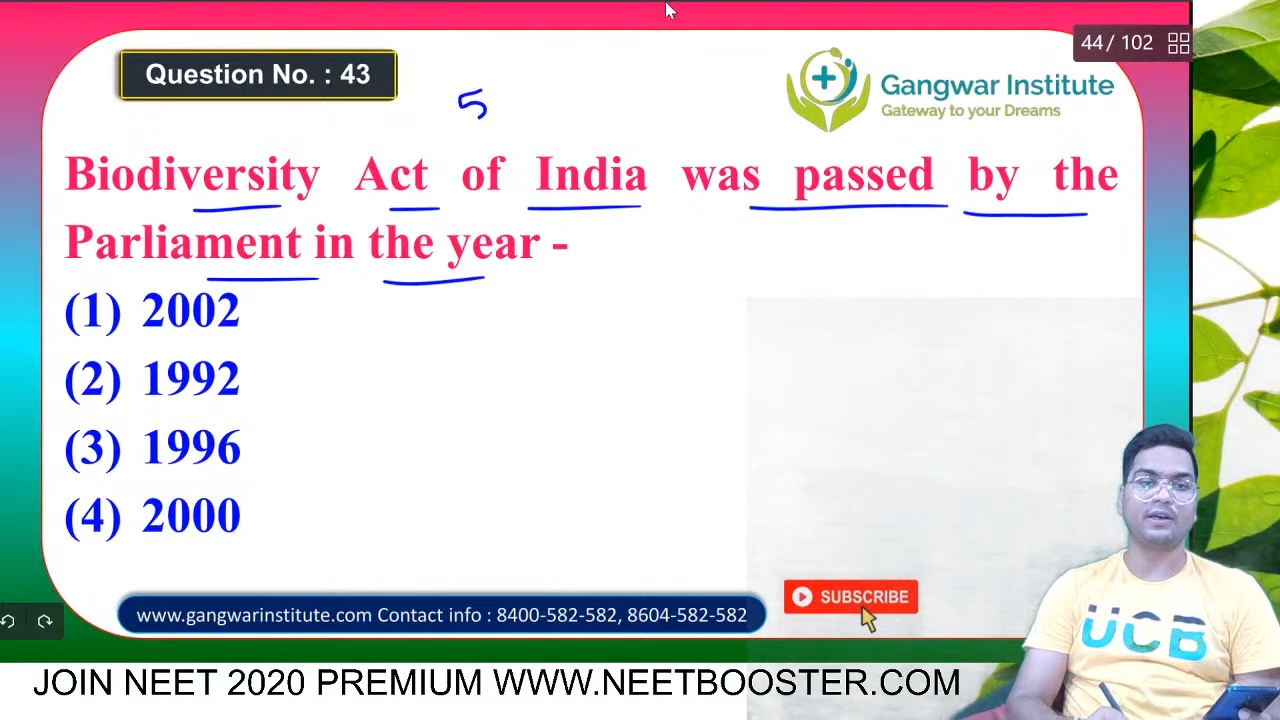 44 / 102
Question No. : 43
Gangwar Institute
Gateway to your Dreams
5
Biodiversity Act of India was passed by the
Parliament in the year -
(1) 2002
(2) 1992
(3) 1996
(4) 2000
SUBSCRIBE
www.gangwarinstitute.com Contact info : 8400-582-582, 8604-582-582
UCB
JOIN NEET 2020 PREMIUM WWW.NEETBOOSTER.COM